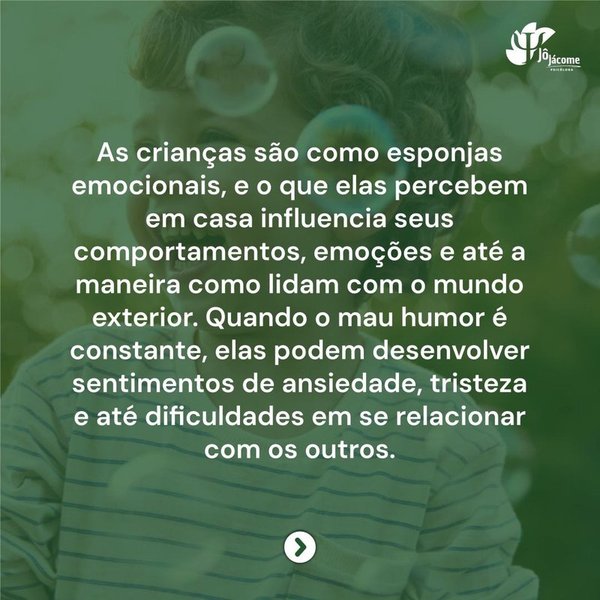 Jô Jácome
PSICÓLOGA
As crianças são como esponjas
emocionais, e o que elas percebem
em casa influencia seus
comportamentos, emoções e até a
maneira como lidam com o mundo
exterior. Quando o mau humor é
constante, elas podem desenvolver
sentimentos de ansiedade, tristeza
e até dificuldades em se relacionar
com os outros.